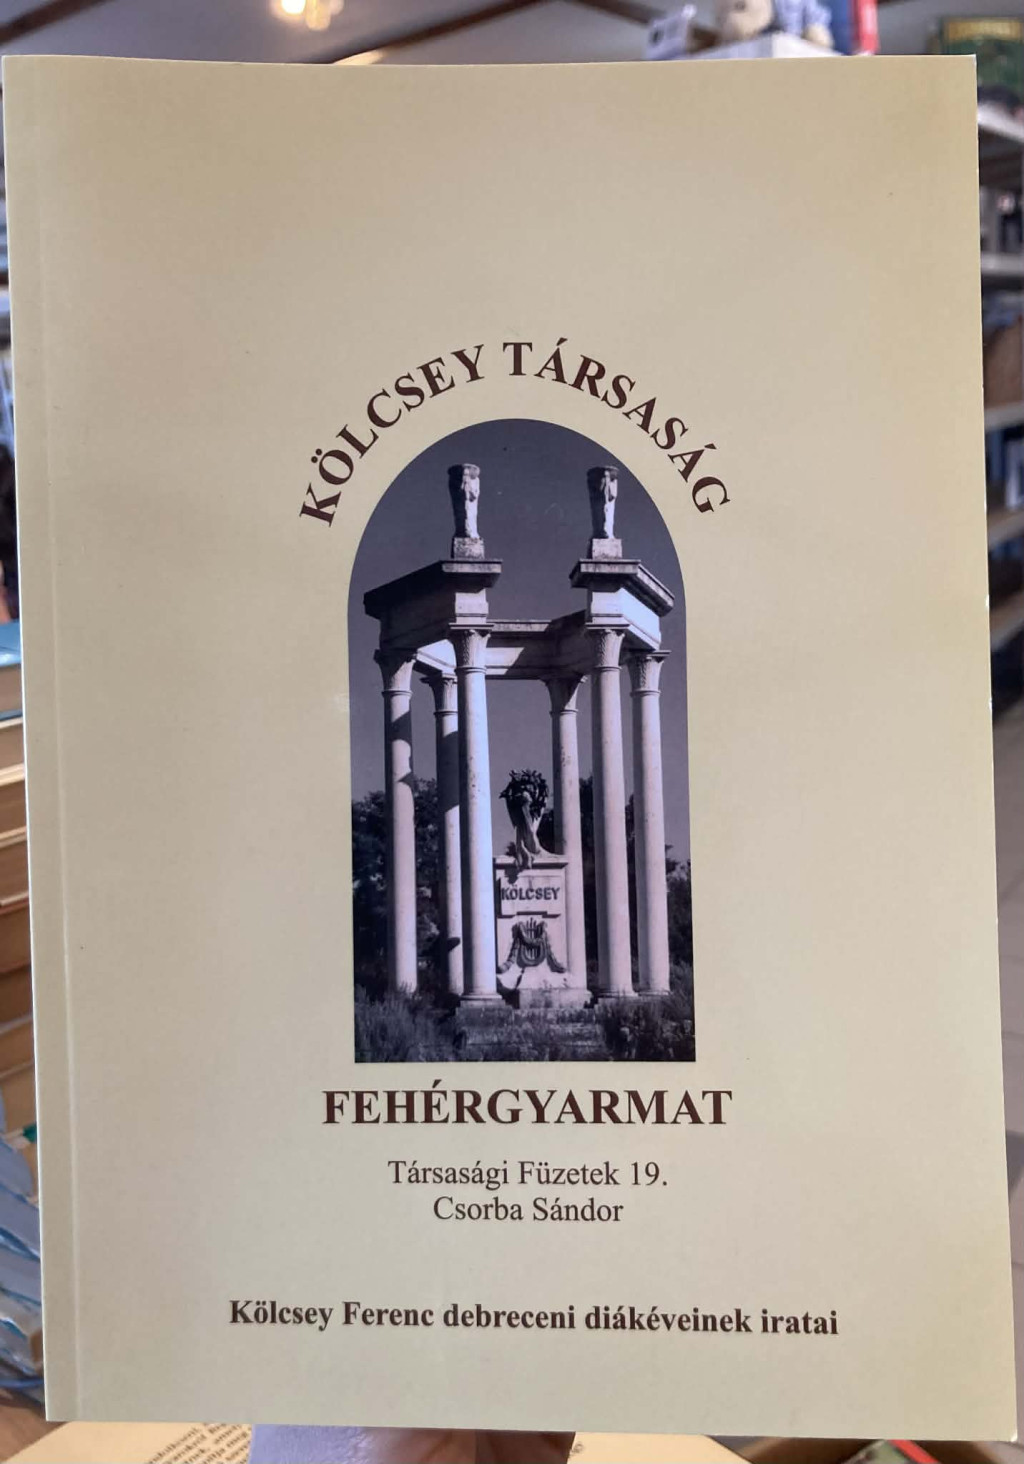 KÖLCSEY TÁRSASÁG
KÖLCSEY
FEHÉRGYARMAT
Társasági Füzetek 19.
Csorba Sándor
Kölcsey Ferenc debreceni diákéveinek iratai